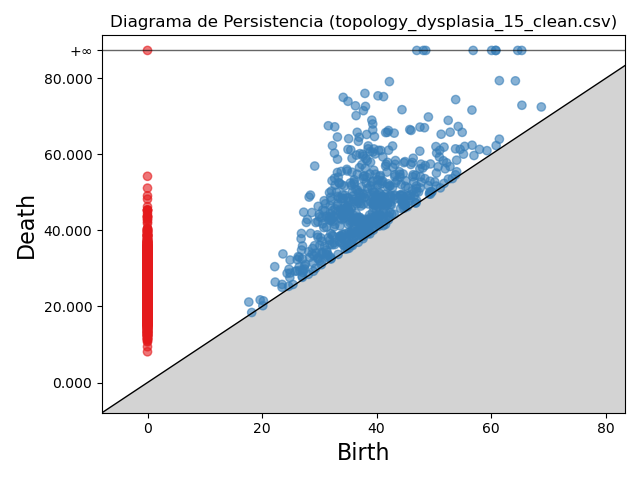 Diagrama de Persistencia (topology_dysplasia_15_clean.csv)
+∞
80.000
60.000
40.000
20.000
0.000
Death
0 20 40 60 80
Birth